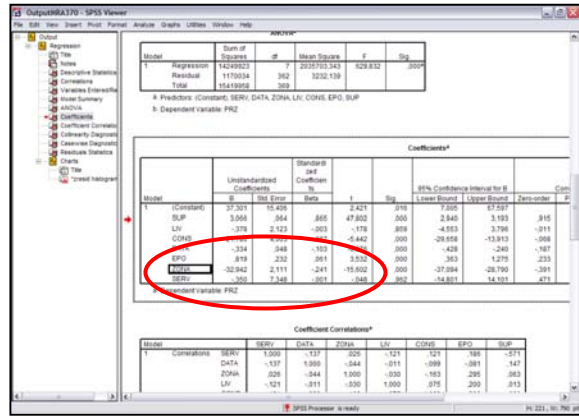 OutputMRA370 - SPSS Viewer
File Edit View Insert Pivot Format Analyze Graphs Utilities Window Help
Output
Regression
Title
Notes
Descriptive Statistics
Correlations
Variables Entered/Re
Model Summary
ANOVA
Coefficients
Coefficient Correlatio
Collinearity Diagnosti
Casewise Diagnostic
Residuals Statistics
Charts
Title
*zresid histogram
ANOVA
Model Sum of Squares df Mean Square F Sig.
1 Regression 14249923 7 2035703,343 629,832 ,000a
Residual 1170034 362 3232,139
Total 15419958 369
a. Predictors: (Constant), SERV, DATA, ZONA, LIV, CONS, EPO, SUP
b. Dependent Variable: PRZ
Coefficients a
Unstandardized Coefficients
Standardized Coefficients
95% Confidence Interval for B
Model B Std. Error Beta t Sig. Lower Bound Upper Bound Zero-order
1 (Constant) 37,301 15,406 2,421 ,016 7,005 67,597
SUP 3,066 ,064 ,865 47,802 ,000 2,940 3,193 ,915
LIV -,378 2,123 -,003 -,178 ,859 -4,553 3,796 -,011
CONS -5,442 ,000 -29,658 -13,913 -,068
DATA -,334 ,048 -,103 ,000 -,428 -,240 -,187
EPO ,819 ,232 ,061 3,532 ,000 ,363 1,275 ,233
ZONA -32,942 2,111 -,241 -15,602 ,000 -37,094 -28,790 -,391
SERV -,350 7,348 -,001 -,048 ,962 -14,801 14,101 ,471
a. Dependent Variable: PRZ
Coefficient Correlations a
Model SERV DATA ZONA LIV CONS EPO SUP
1 Correlations SERV 1,000 -,137 ,026 -,121 ,121 ,186 -,571
DATA -,137 1,000 -,044 -,011 -,099 -,081 ,147
ZONA ,026 -,044 1,000 -,030 -,163 ,295 ,063
LIV -,121 -,011 -,030 1,000 ,075 ,200 ,013
SPSS Processor is ready